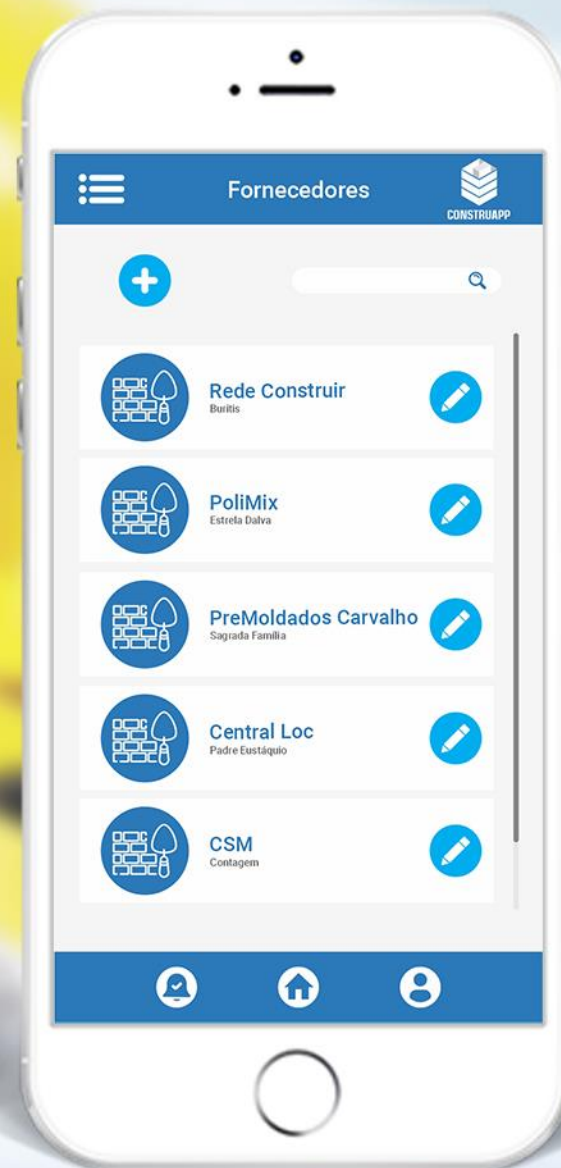 Fornecedores
CONSTRUAPP
Rede Construir
Buritis
PoliMix
Estrela Dalva
PreMoldados Carvalho
Sagrada Família
Central Loc
Padre Eustáquio
CSM
Contagem